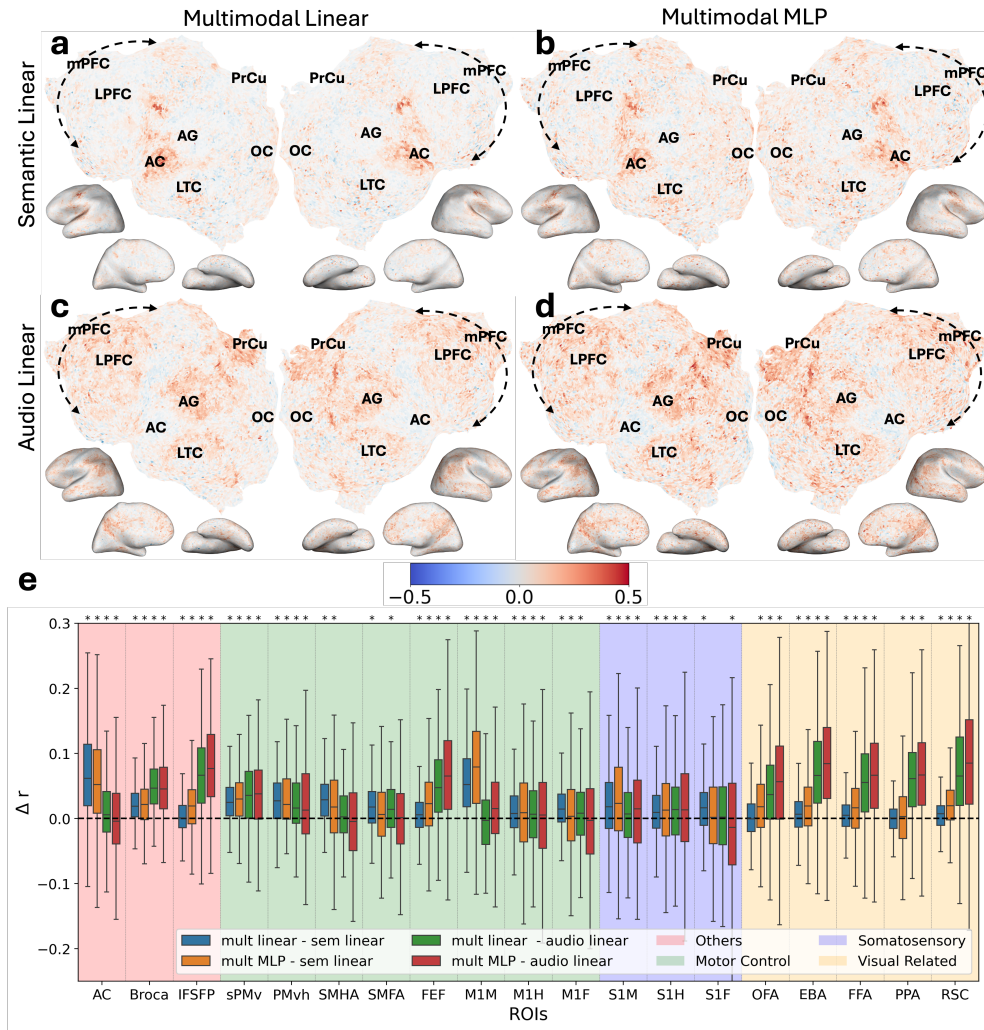 Multimodal Linear
Multimodal MLP
Semantic Linear
a
mPFC
LPFC
PrCu
AG
AC
OC
LTC
PrCu
mPFC
LPFC
AG
OC
AC
LTC
b
mPFC
LPFC
PrCu
AG
AC
OC
LTC
PrCu
mPFC
LPFC
AG
OC
AC
LTC
Audio Linear
c
mPFC
LPFC
PrCu
AG
AC
OC
LTC
PrCu
mPFC
LPFC
AG
OC
AC
LTC
d
mPFC
LPFC
PrCu
AG
AC
OC
LTC
PrCu
mPFC
LPFC
AG
OC
AC
LTC
−0.5 0.0 0.5
e
* * * * * * * * * * * * * * * * * * * * * * * * * * * * * * * * * * * * * * * * * * * * * * * * * * * * * * * * * * * * * * * * * * * *
Δ r
0.3
0.2
0.1
0.0
−0.1
−0.2
mult linear - sem linear
mult MLP - sem linear
mult linear - audio linear
mult MLP - audio linear
Others
Motor Control
Somatosensory
Visual Related
AC Broca IFSFP sPMv PMvh SMHA SMFA FEF M1M M1H M1F S1M S1H S1F OFA EBA FFA PPA RSC
ROIs